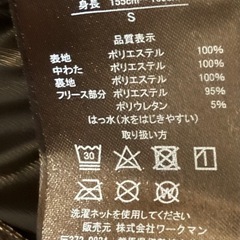 身長 155cm
S
品質表示
表地 ポリエステル 100%
中わた ポリエステル 100%
裏地 ポリエステル 100%
フリース部分 ポリエステル 95%
ポリウレタン 5%
はっ水(水をはじきやすい)
取り扱い方
30
洗濯ネットを使用してください
販売元 株式会社ワークマン